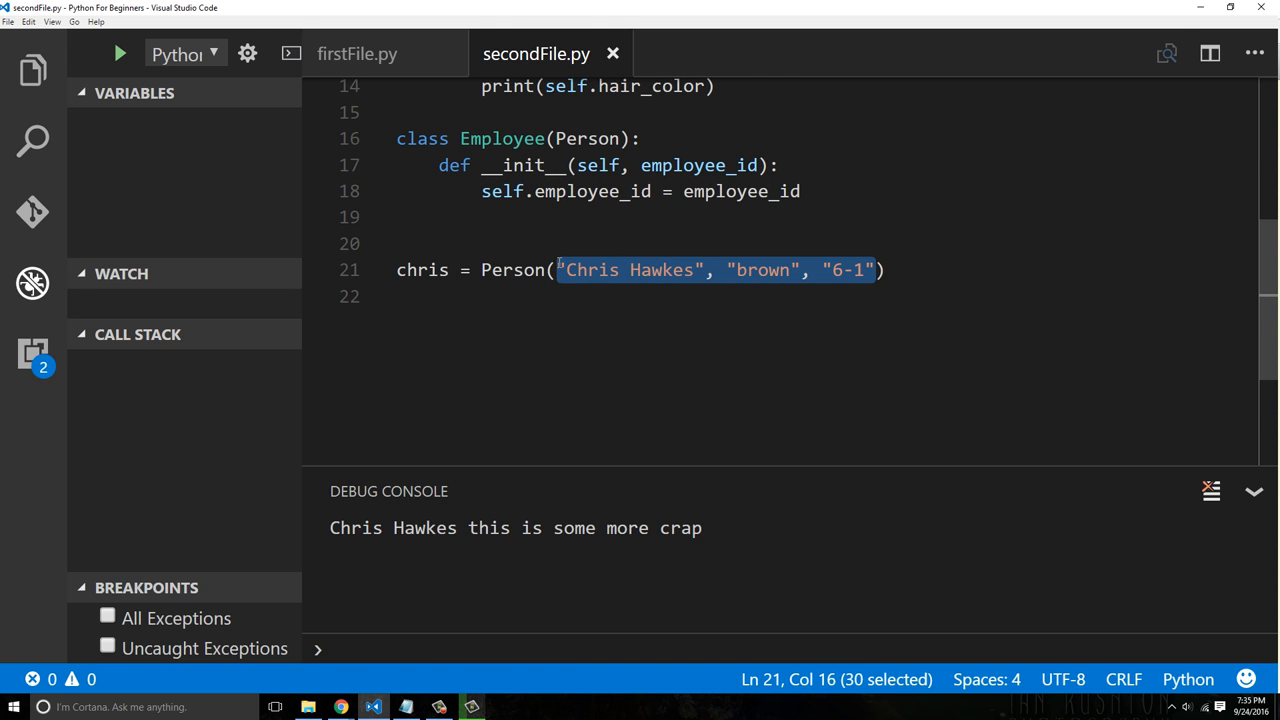 secondFile.py - Python For Beginners - Visual Studio Code
File Edit View Go Help
Pythor
firstFile.py
secondFile.py
VARIABLES
WATCH
CALL STACK
BREAKPOINTS
All Exceptions
Uncaught Exceptions
2
14 print(self.hair_color)
15
16 class Employee(Person):
17 def __init__(self, employee_id):
18 self.employee_id = employee_id
19
20
21 chris = Person("Chris Hawkes", "brown", "6-1")
22
DEBUG CONSOLE
Chris Hawkes this is some more crap
0 0
Ln 21, Col 16 (30 selected) Spaces: 4 UTF-8 CRLF Python
I'm Cortana. Ask me anything.
7:35 PM
9/24/2016